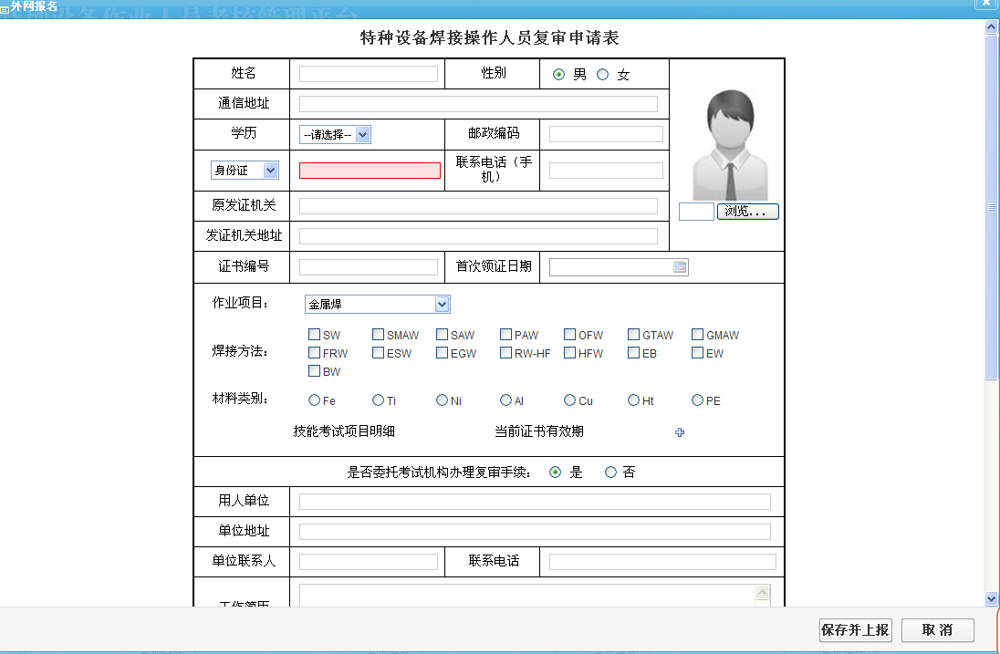 外网报名
特种设备焊接操作人员复审申请表
姓名 性别 男 女
通信地址
学历 --请选择-- 邮政编码
身份证 联系电话（手机）
浏览...
原发证机关
发证机关地址
证书编号 首次领证日期
作业项目： 金属焊
焊接方法： SW SMAW SAW PAW OFW GTAW GMAW
FRW ESW EGW RW-HF HFW EB EW
BW
材料类别： Fe Ti Ni Al Cu Ht PE
技能考试项目明细 当前证书有效期
是否委托考试机构办理复审手续： 是 否
用人单位
单位地址
单位联系人 联系电话
工作简历
保存并上报 取 消